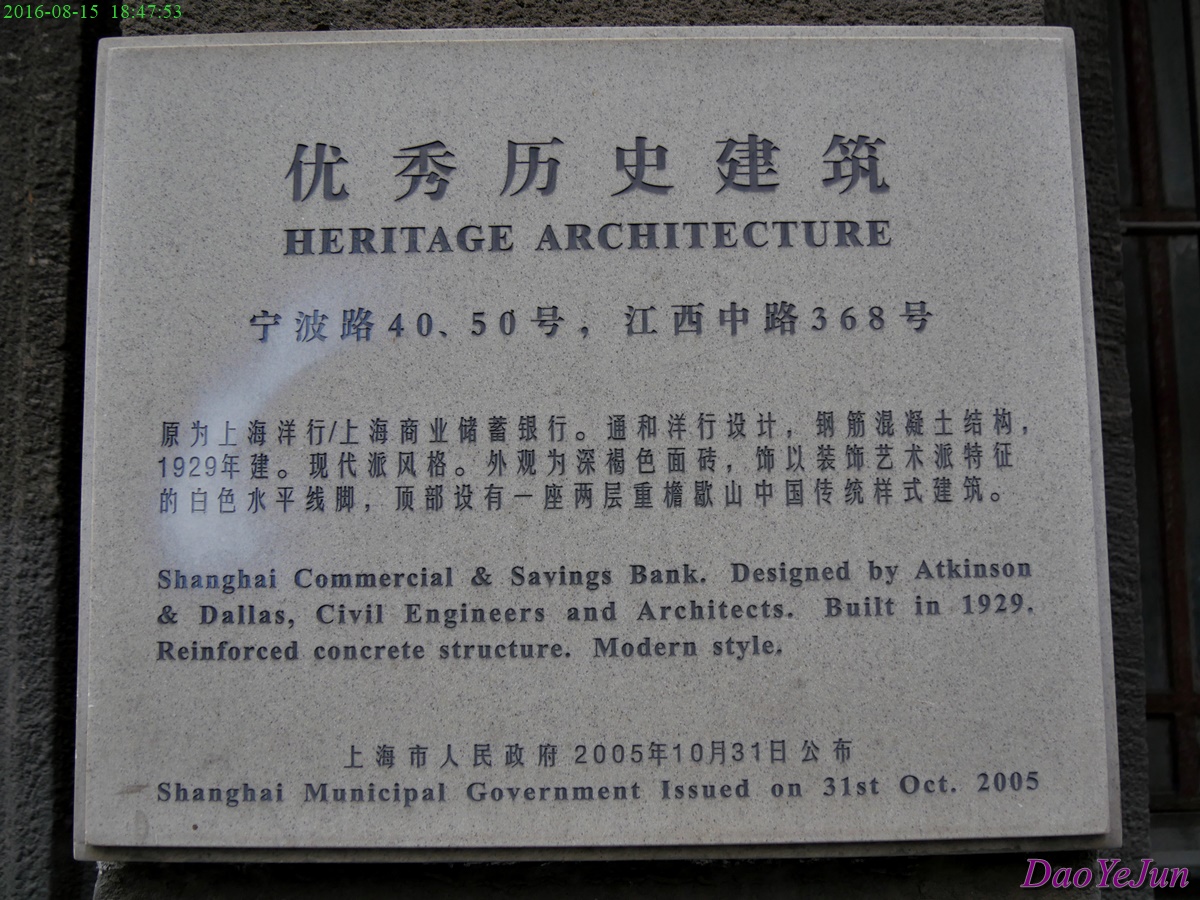 2016-08-15 18:47:53
优秀历史建筑
HERITAGE ARCHITECTURE
宁波路40、50号，江西中路368号
原为上海洋行/上海商业储蓄银行。通和洋行设计，钢筋混凝土结构，
1929年建。现代派风格。外观为深褐色面砖，饰以装饰艺术派特征
的白色水平线脚，顶部设有一座两层重檐歇山中国传统样式建筑。
Shanghai Commercial & Savings Bank. Designed by Atkinson
& Dallas, Civil Engineers and Architects. Built in 1929.
Reinforced concrete structure. Modern style.
上海市人民政府 2005年10月31日公布
Shanghai Municipal Government Issued on 31st Oct. 2005
DaoYeJun